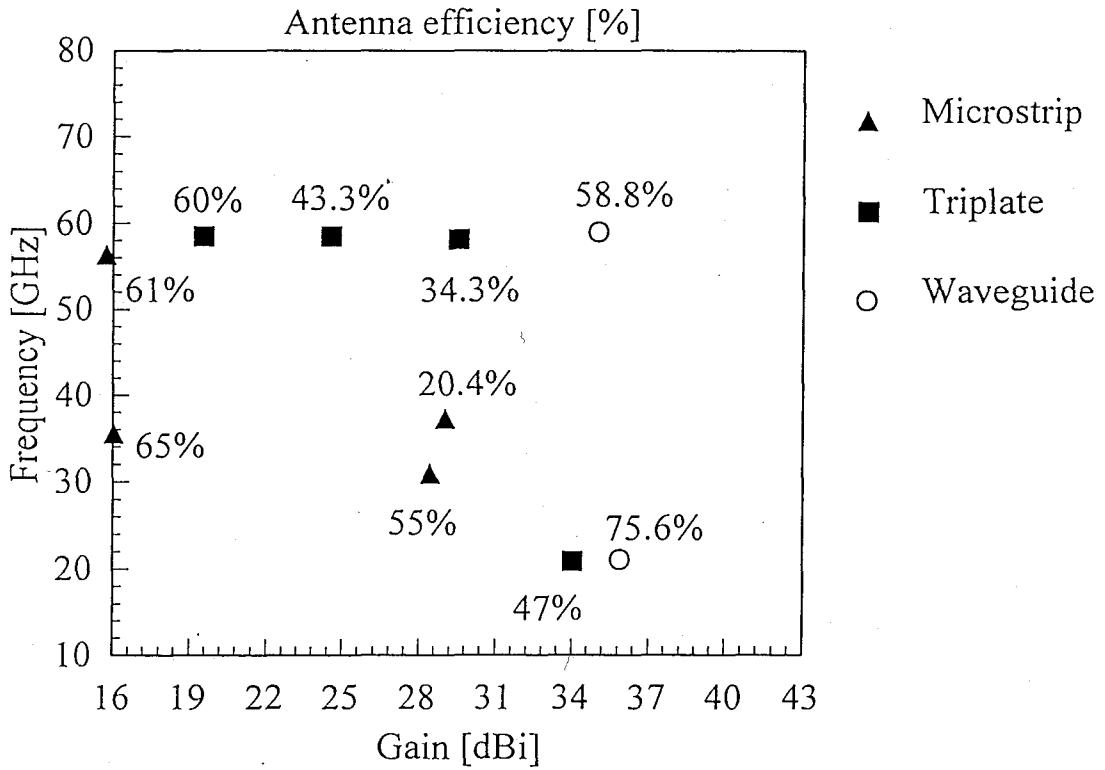 Antenna efficiency [%]
80
70
60
50
40
30
20
10
Frequency [GHz]
60%
43.3%
58.8%
61%
34.3%
20.4%
65%
55%
75.6%
47%
16 19 22 25 28 31 34 37 40 43
Gain [dBi]
Microstrip
Triplate
Waveguide